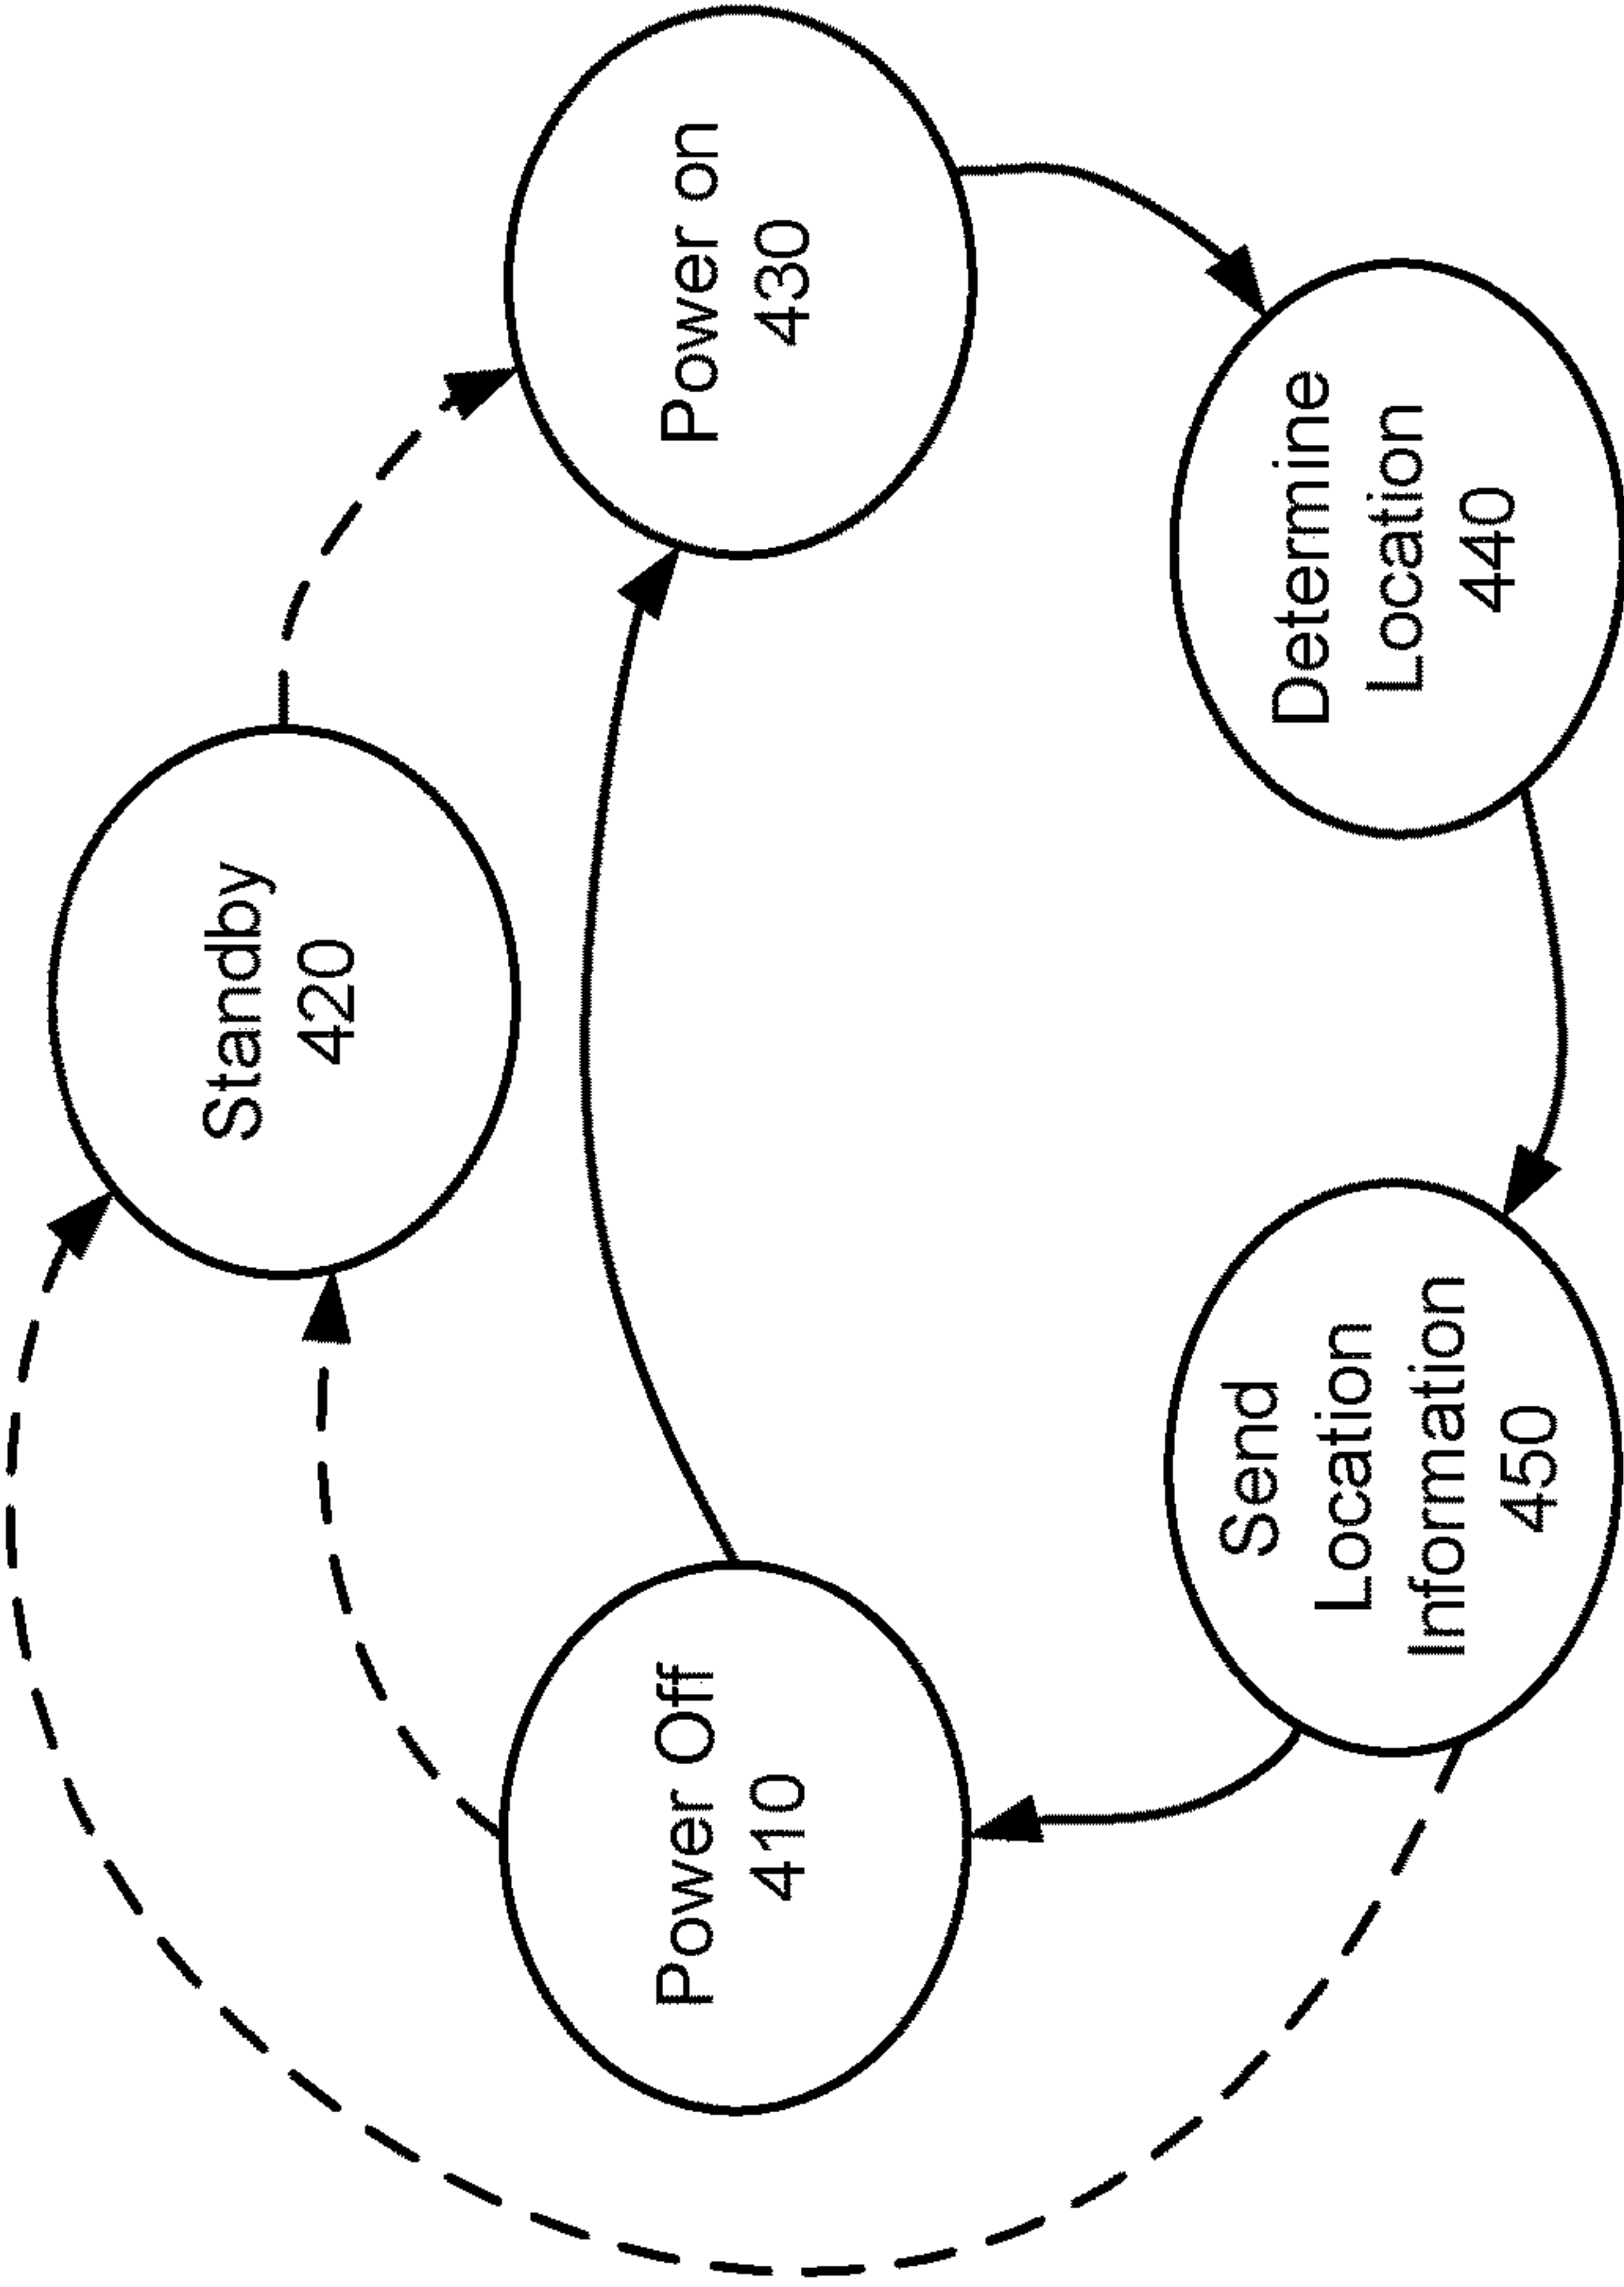 Standby
420
Power Off
410
Power on
430
Send
Location
Information
450
Determine
Location
440